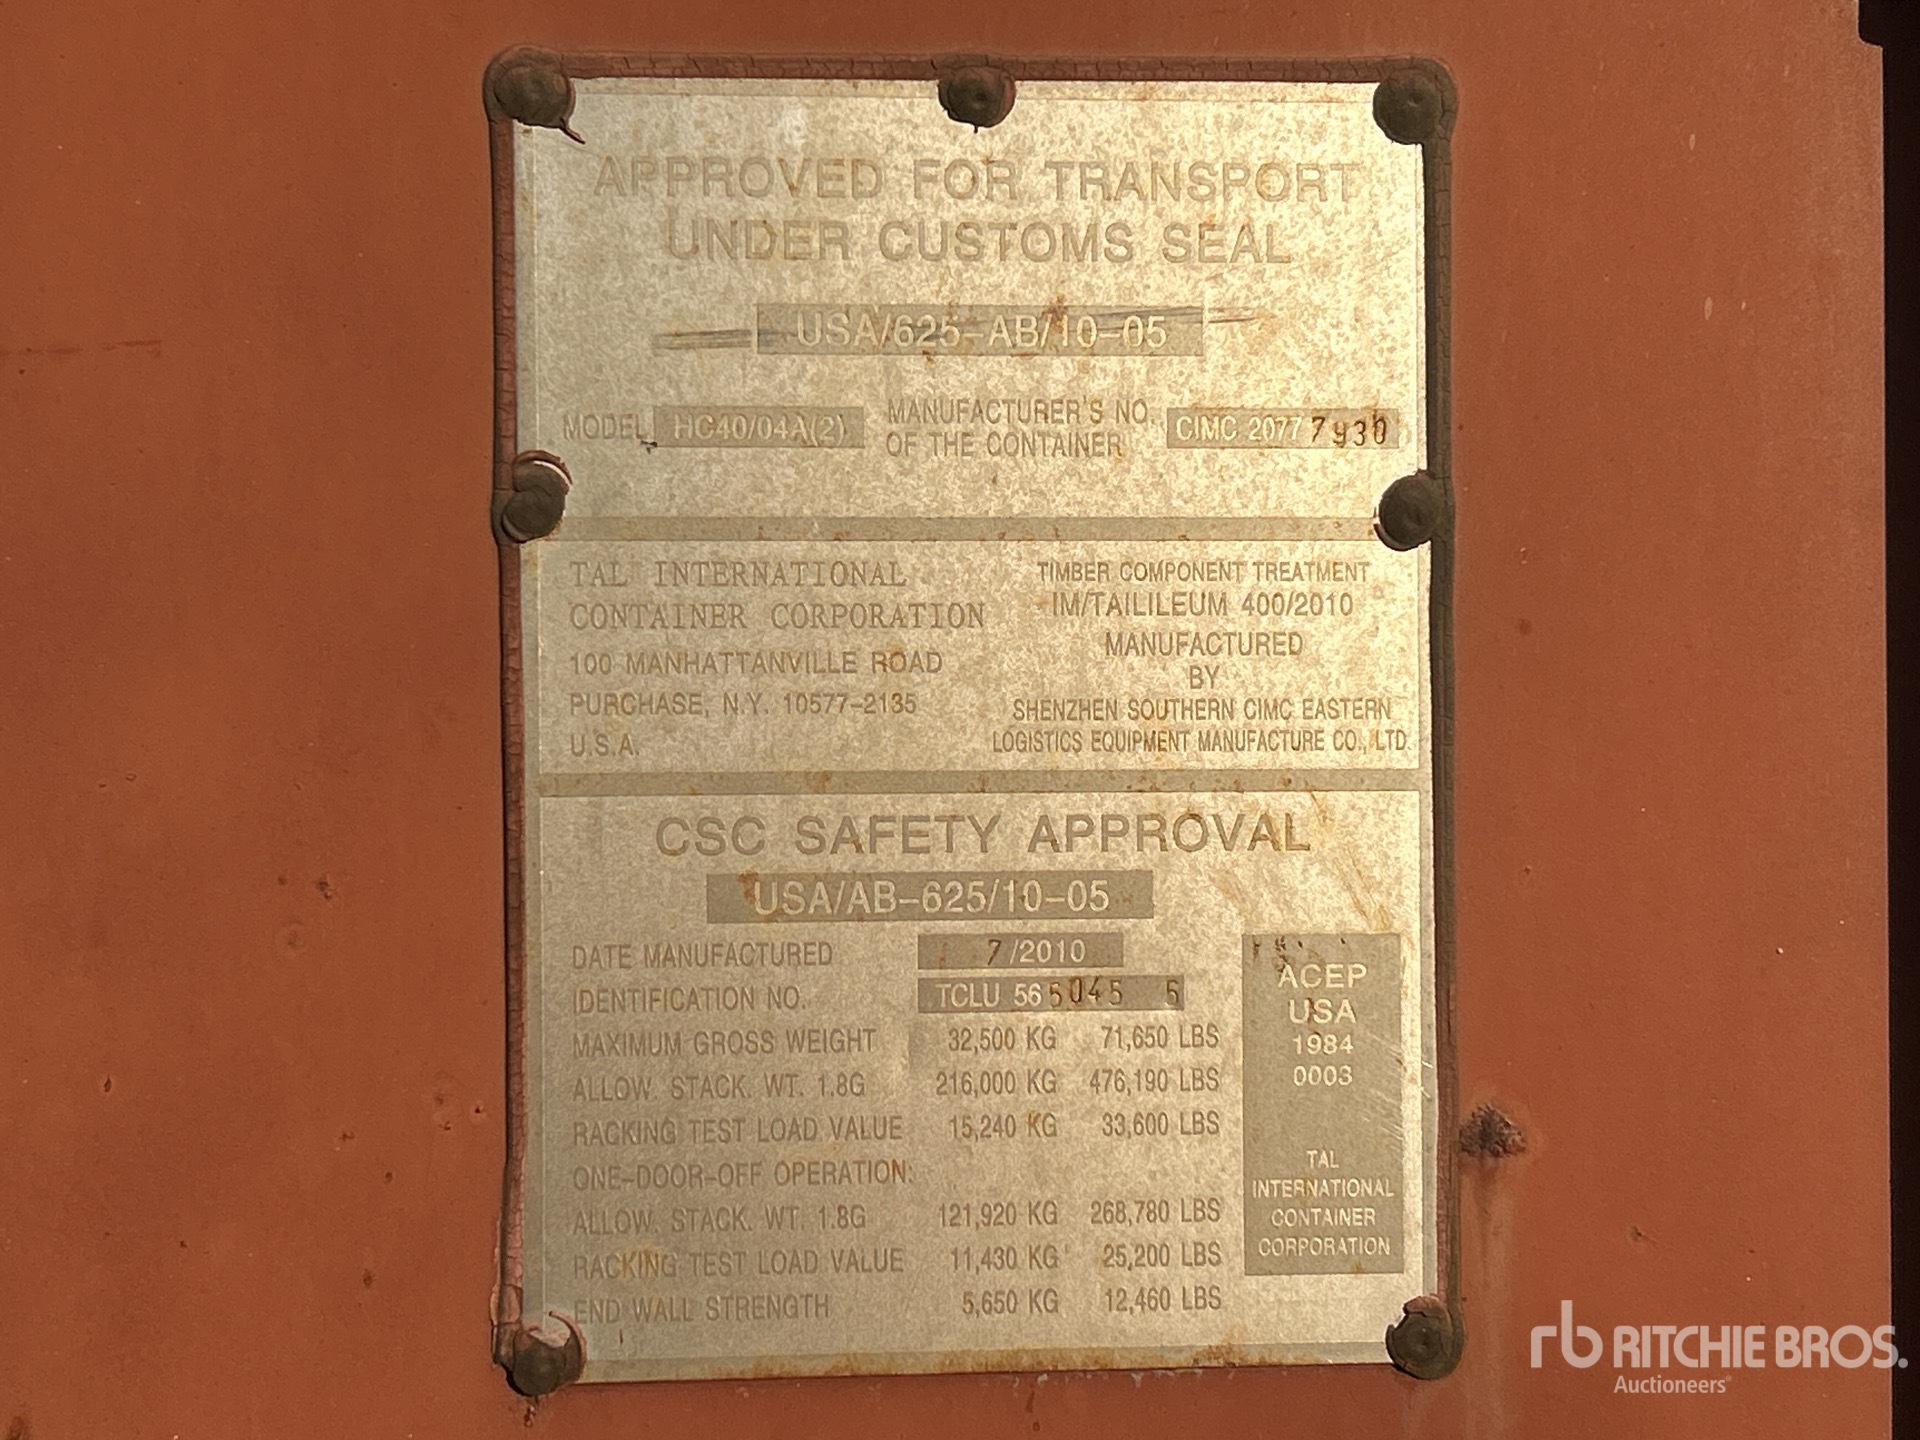 APPROVED FOR TRANSPORT
UNDER CUSTOMS SEAL
USA/625-AB/10-05
MODEL HC40/04A(2) MANUFACTURER'S NO. OF THE CONTAINER CIMC 2077 7930
TAL INTERNATIONAL
CONTAINER CORPORATION
100 MANHATTANVILLE ROAD
PURCHASE, N.Y. 10577-2135
U.S.A.
TIMBER COMPONENT TREATMENT
IM/TAILILEUM 400/2010
MANUFACTURED
BY
SHENZHEN SOUTHERN CIMC EASTERN
LOGISTICS EQUIPMENT MANUFACTURE CO., LTD.
CSC SAFETY APPROVAL
USA/AB-625/10-05
DATE MANUFACTURED 7/2010
IDENTIFICATION NO. TCLU 565045 5
MAXIMUM GROSS WEIGHT 32,500 KG 71,650 LBS
ALLOW. STACK. WT. 1.8G 216,000 KG 476,190 LBS
RACKING TEST LOAD VALUE 15,240 KG 33,600 LBS
ONE-DOOR-OFF OPERATION:
ALLOW. STACK. WT. 1.8G 121,920 KG 268,780 LBS
RACKING TEST LOAD VALUE 11,430 KG 25,200 LBS
END WALL STRENGTH 5,650 KG 12,460 LBS
ACEP
USA
1984
0003
TAL
INTERNATIONAL
CONTAINER
CORPORATION
rb RITCHIE BROS.
Auctioneers